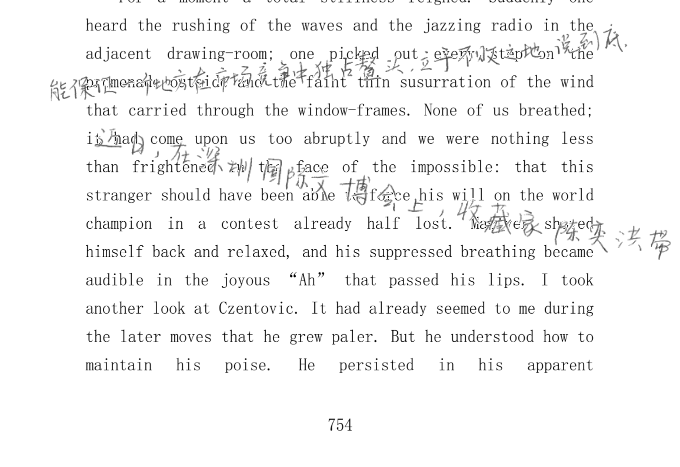 For a moment a total stillness reigned. Suddenly one
heard the rushing of the waves and the jazzing radio in the
adjacent drawing-room; one picked out every step on the
能保证一个地方在市场竞争中独占鳌头,立于不败之地,说到底,
promenade outside and the faint thin susurration of the wind
that carried through the window-frames. None of us breathed;
it had come upon us too abruptly and we were nothing less
近日,在深圳国际文博会上,收藏家陈奕洪带
than frightened in the face of the impossible: that this
stranger should have been able to force his will on the world
champion in a contest already half lost. shoved
himself back and relaxed, and his suppressed breathing became
audible in the joyous “Ah” that passed his lips. I took
another look at Czentovic. It had already seemed to me during
the later moves that he grew paler. But he understood how to
maintain his poise. He persisted in his apparent
754